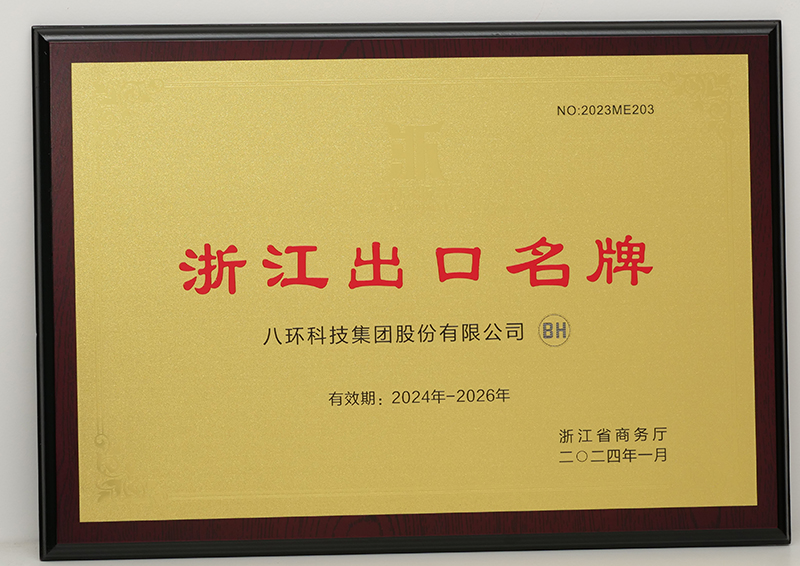 NO:2023ME203
浙
浙江出口名牌
八环科技集团股份有限公司 BH
有效期：2024年-2026年
浙江省商务厅
二〇二四年一月